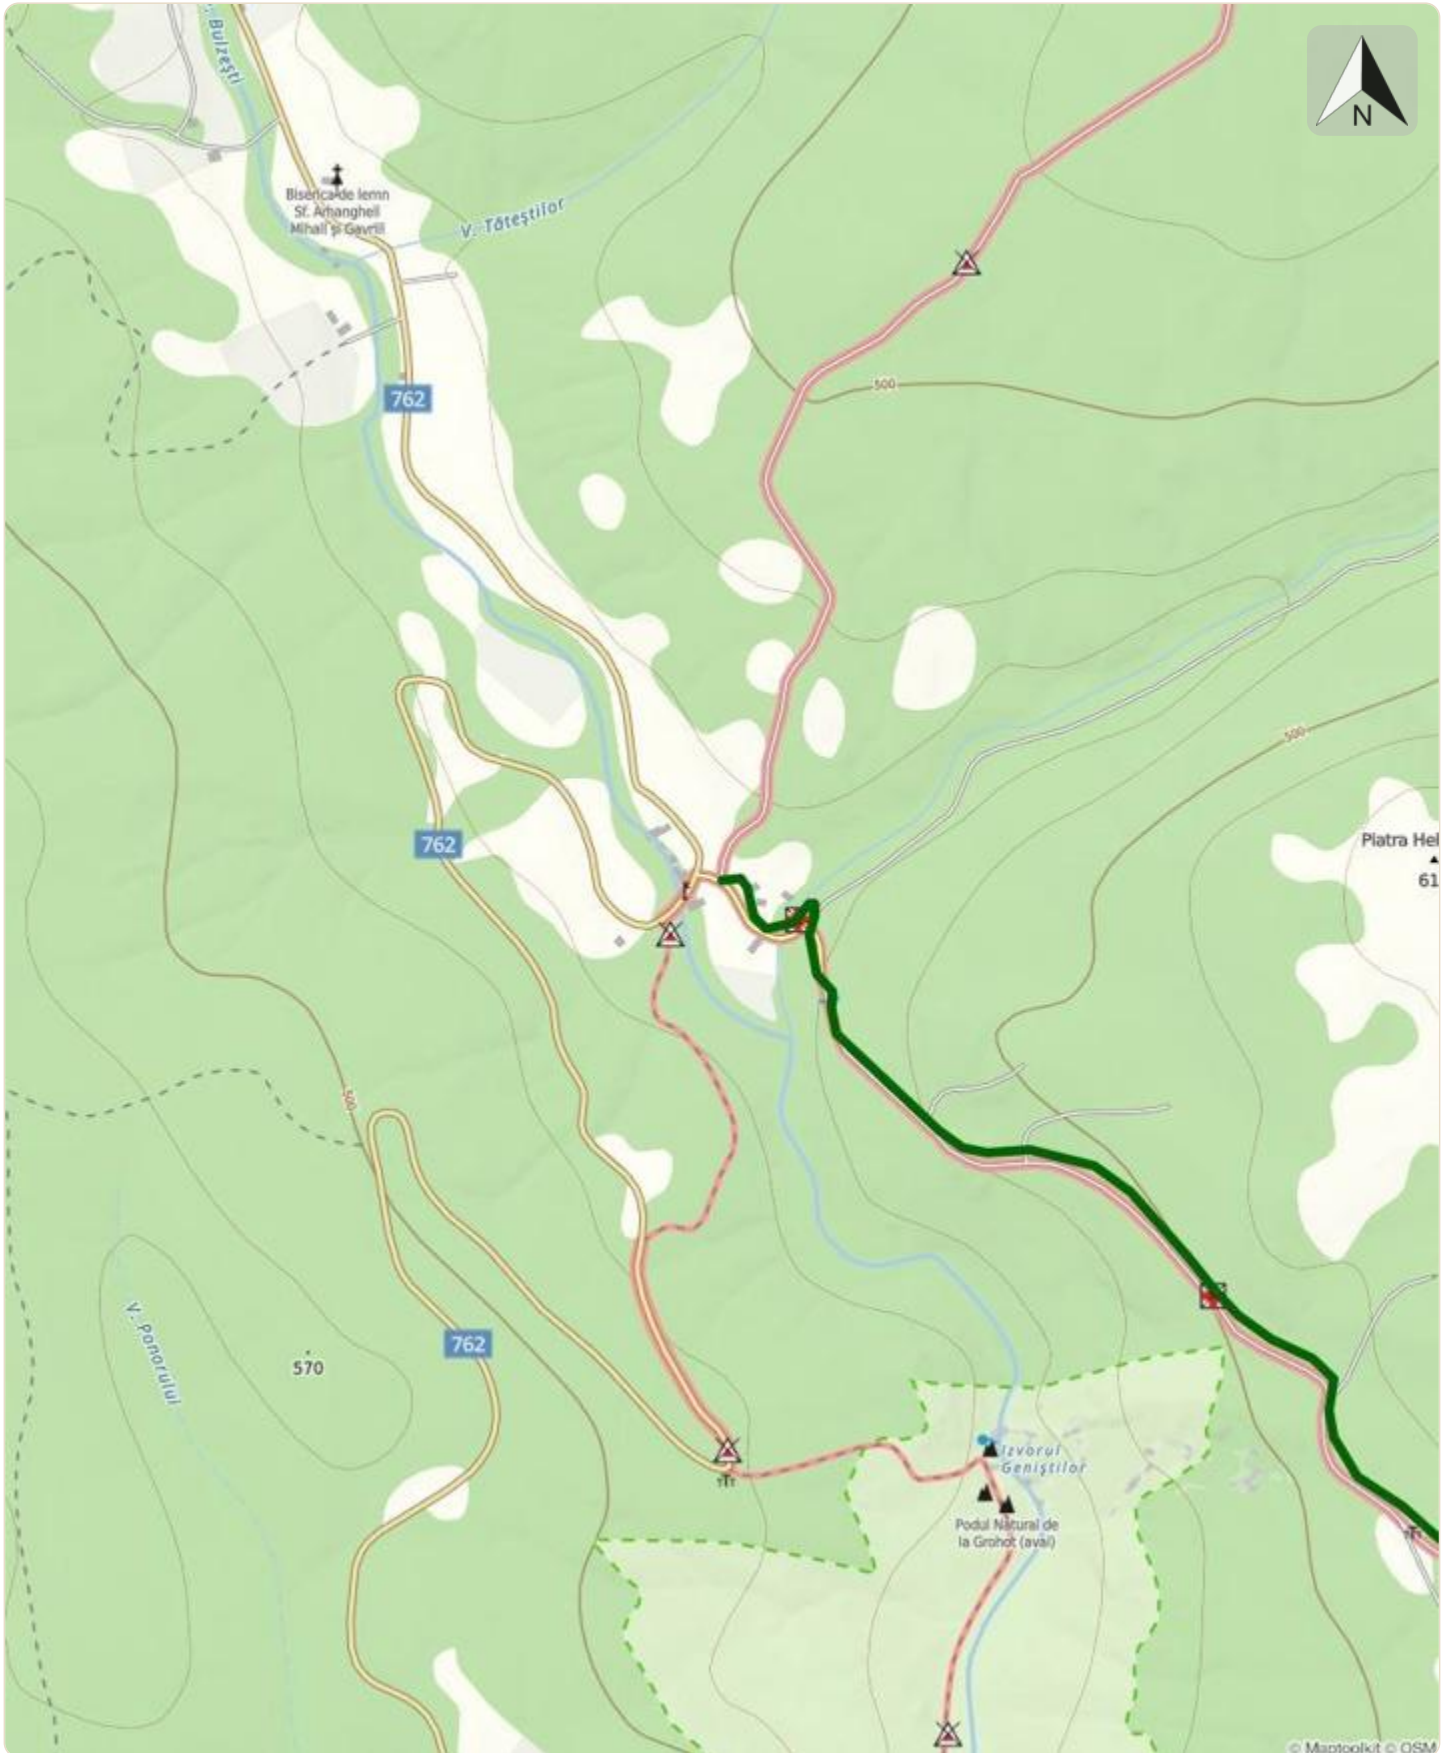 V. Bulzești
N
Biserica de lemn
Sf. Arhangheli
Mihail și Gavriil
V. Tăteștilor
762
500
500
762
Piatra Hel
61
500
762
V. Ponorului
570
Izvorul
Geniștilor
Podul Natural de
la Grohot (aval)
© Maptoolkit © OSM